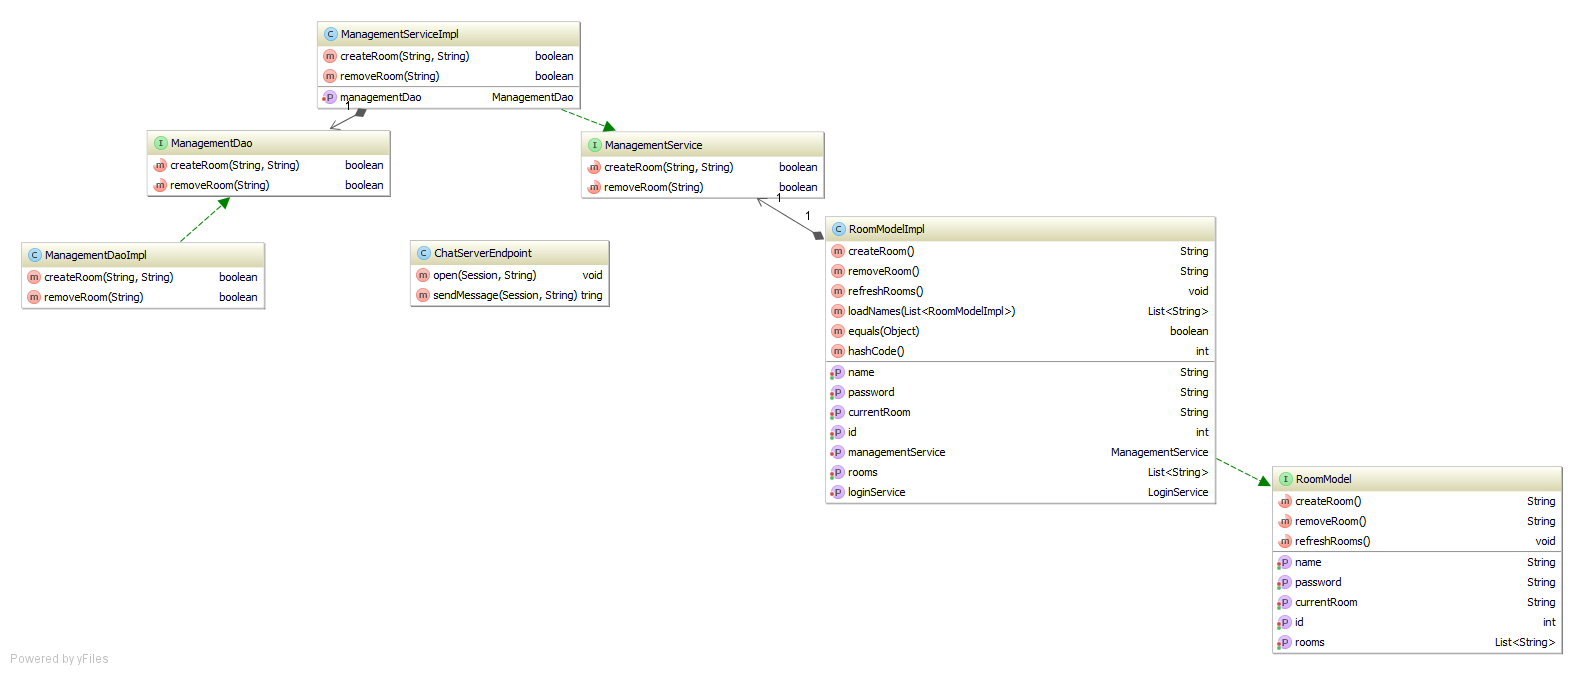 C ManagementServiceImpl
m createRoom(String, String) boolean
m removeRoom(String) boolean
P managementDao ManagementDao
1
I ManagementDao
m createRoom(String, String) boolean
m removeRoom(String) boolean
I ManagementService
m createRoom(String, String) boolean
m removeRoom(String) boolean
1
1
C ManagementDaoImpl
m createRoom(String, String) boolean
m removeRoom(String) boolean
C ChatServerEndpoint
m open(Session, String) void
m sendMessage(Session, String) tring
C RoomModelImpl
m createRoom() String
m removeRoom() String
m refreshRooms() void
m loadNames(List<RoomModelImpl>) List<String>
m equals(Object) boolean
m hashCode() int
P name String
P password String
P currentRoom String
P id int
P managementService ManagementService
P rooms List<String>
P loginService LoginService
I RoomModel
m createRoom() String
m removeRoom() String
m refreshRooms() void
P name String
P password String
P currentRoom String
P id int
P rooms List<String>
Powered by yFiles